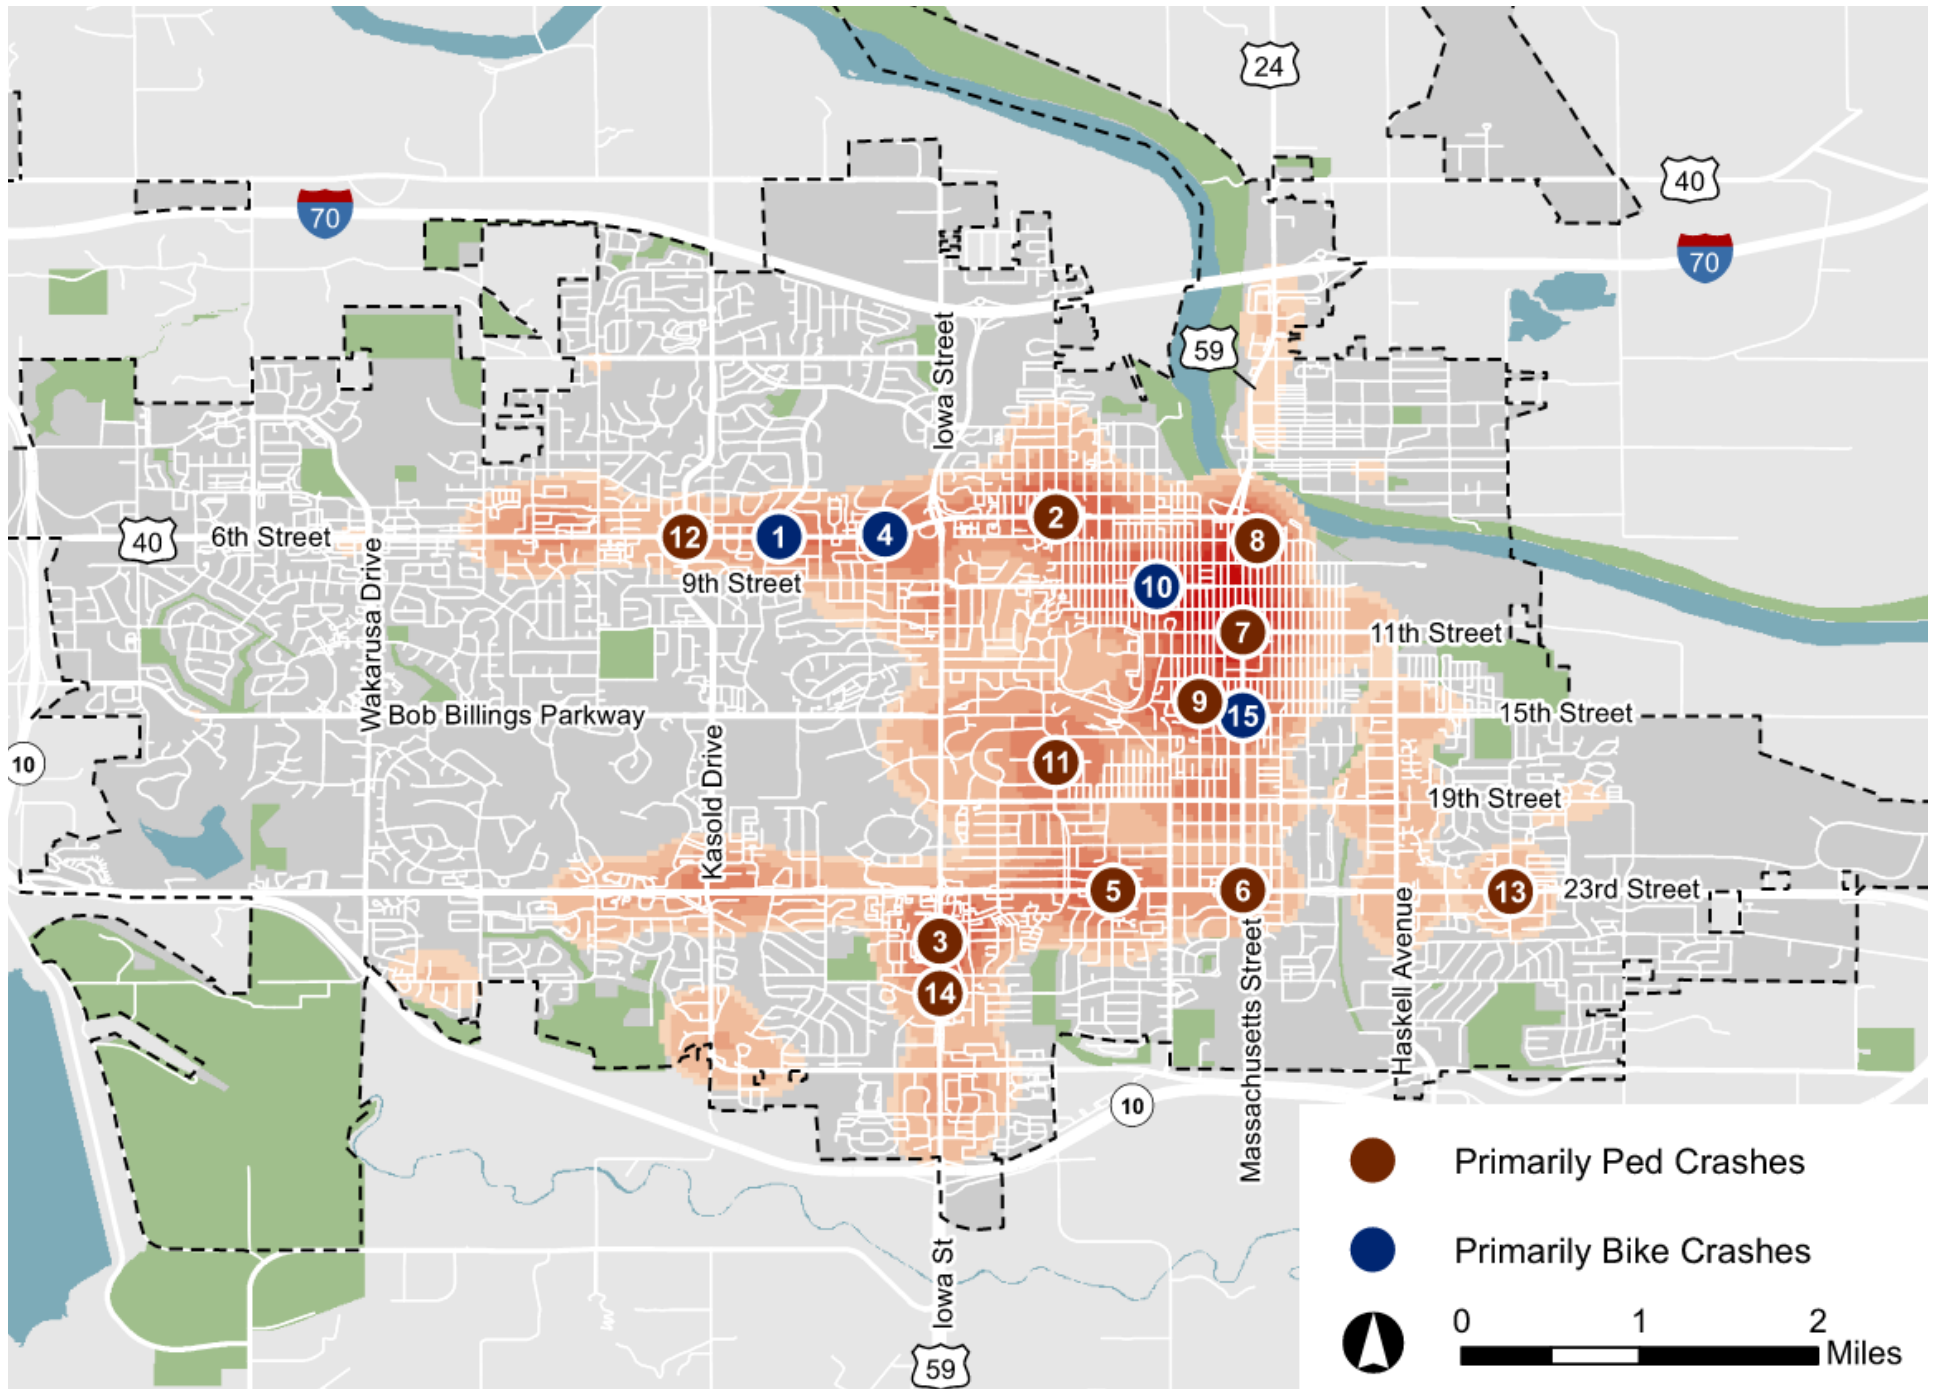 24
40
70
70
59
Iowa Street
2
12
1
4
8
6th Street
40
9th Street
10
7
11th Street
Wakarusa Drive
Bob Billings Parkway
9
15
15th Street
10
11
Kasold Drive
19th Street
5
6
13
23rd Street
3
14
Massachusetts Street
Haskell Avenue
10
Iowa St
59
Primarily Ped Crashes
Primarily Bike Crashes
0 1 2
Miles